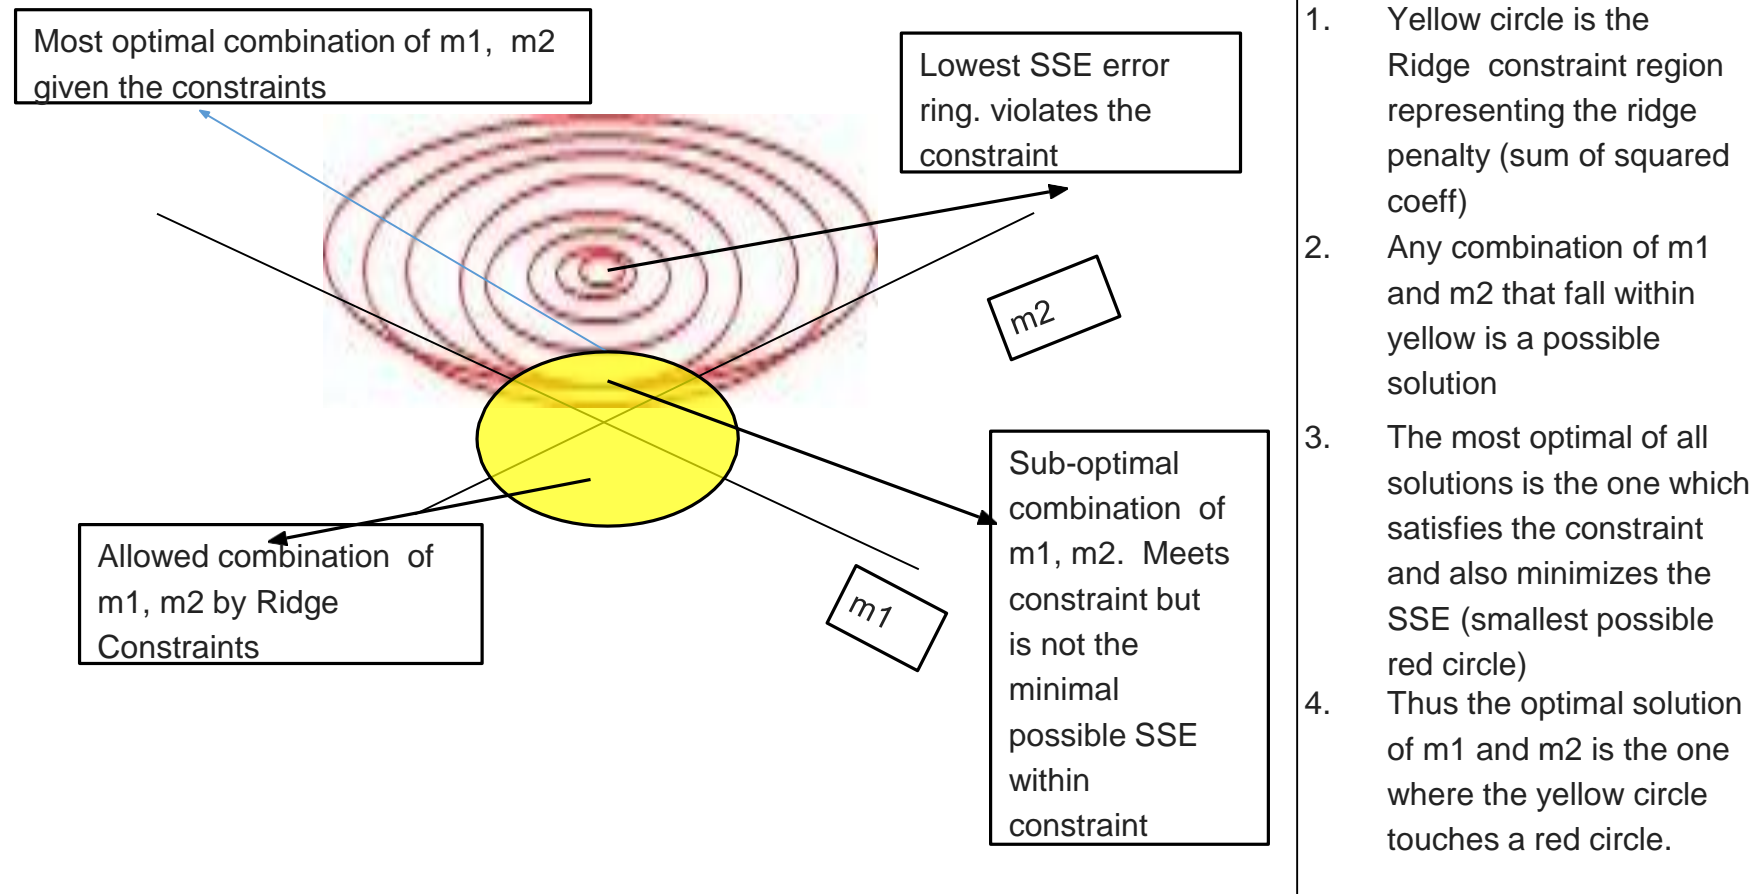 Most optimal combination of m1, m2
given the constraints
Lowest SSE error
ring. violates the
constraint
m2
Sub-optimal
combination of
m1, m2. Meets
constraint but
is not the
minimal
possible SSE
within
constraint
Allowed combination of
m1, m2 by Ridge
Constraints
m1
1. Yellow circle is the
Ridge constraint region
representing the ridge
penalty (sum of squared
coeff)
2. Any combination of m1
and m2 that fall within
yellow is a possible
solution
3. The most optimal of all
solutions is the one which
satisfies the constraint
and also minimizes the
SSE (smallest possible
red circle)
4. Thus the optimal solution
of m1 and m2 is the one
where the yellow circle
touches a red circle.